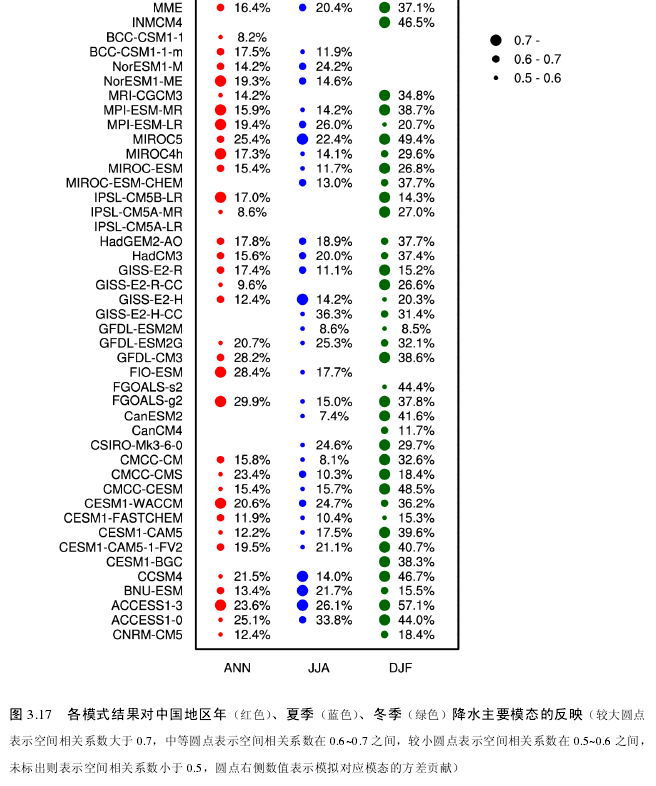 MME 16.4% 20.4% 37.1%
INMCM4 46.5%
BCC-CSM1-1 8.2%
BCC-CSM1-1-m 17.5% 11.9%
NorESM1-M 14.2% 24.2%
NorESM1-ME 19.3% 14.6%
MRI-CGCM3 14.2% 34.8%
MPI-ESM-MR 15.9% 14.2% 38.7%
MPI-ESM-LR 19.4% 26.0% 20.7%
MIROC5 25.4% 22.4% 49.4%
MIROC4h 17.3% 14.1% 29.6%
MIROC-ESM 15.4% 11.7% 26.8%
MIROC-ESM-CHEM 13.0% 37.7%
IPSL-CM5B-LR 17.0% 14.3%
IPSL-CM5A-MR 8.6% 27.0%
IPSL-CM5A-LR
HadGEM2-AO 17.8% 18.9% 37.7%
HadCM3 15.6% 20.0% 37.4%
GISS-E2-R 17.4% 11.1% 15.2%
GISS-E2-R-CC 9.6% 26.6%
GISS-E2-H 12.4% 14.2% 20.3%
GISS-E2-H-CC 36.3% 31.4%
GFDL-ESM2M 8.6% 8.5%
GFDL-ESM2G 20.7% 25.3% 32.1%
GFDL-CM3 28.2% 38.6%
FIO-ESM 28.4% 17.7%
FGOALS-s2 44.4%
FGOALS-g2 29.9% 15.0% 37.8%
CanESM2 7.4% 41.6%
CanCM4 11.7%
CSIRO-Mk3-6-0 24.6% 29.7%
CMCC-CM 15.8% 8.1% 32.6%
CMCC-CMS 23.4% 10.3% 18.4%
CMCC-CESM 15.4% 15.7% 48.5%
CESM1-WACCM 20.6% 24.7% 36.2%
CESM1-FASTCHEM 11.9% 10.4% 15.3%
CESM1-CAM5 12.2% 17.5% 39.6%
CESM1-CAM5-1-FV2 19.5% 21.1% 40.7%
CESM1-BGC 38.3%
CCSM4 21.5% 14.0% 46.7%
BNU-ESM 13.4% 21.7% 15.5%
ACCESS1-3 23.6% 26.1% 57.1%
ACCESS1-0 25.1% 33.8% 44.0%
CNRM-CM5 12.4% 18.4%
ANN JJA DJF
0.7 -
0.6 - 0.7
0.5 - 0.6
图 3.17 各模式结果对中国地区年（红色）、夏季（蓝色）、冬季（绿色）降水主要模态的反映（较大圆点
表示空间相关系数大于 0.7，中等圆点表示空间相关系数在 0.6~0.7 之间，较小圆点表示空间相关系数在 0.5~0.6 之间，
未标出则表示空间相关系数小于 0.5，圆点右侧数值表示模拟对应模态的方差贡献）